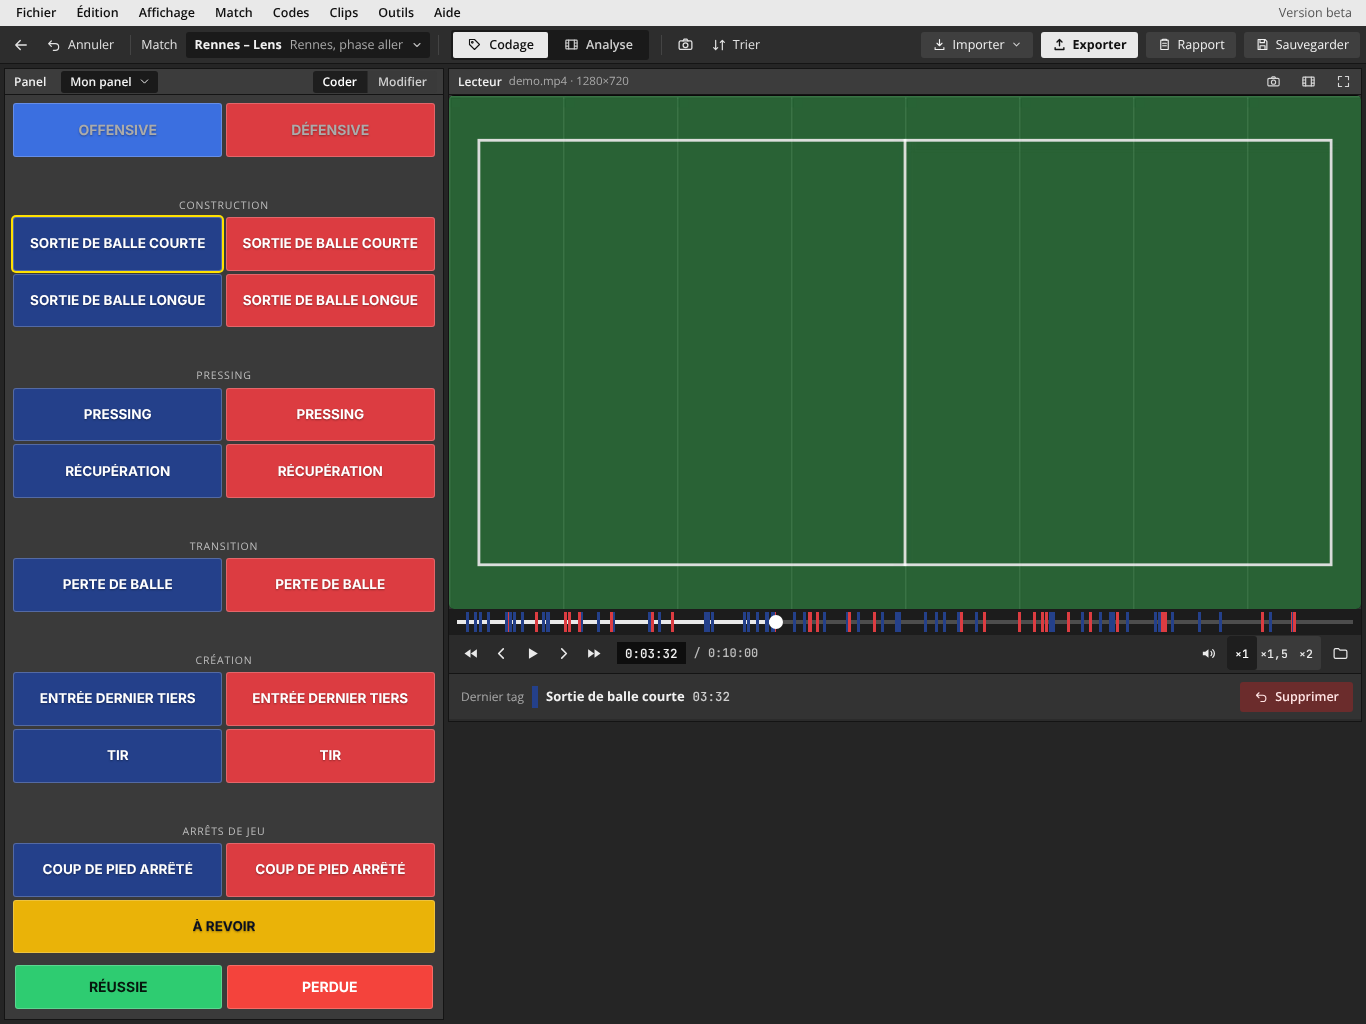 Fichier Édition Affichage Match Codes Clips Outils Aide Version beta
Annuler Match Rennes – Lens Rennes, phase aller Codage Analyse Trier Importer Exporter Rapport Sauvegarder
Panel Mon panel Coder Modifier
Lecteur demo.mp4 · 1280×720
OFFENSIVE DÉFENSIVE
CONSTRUCTION
SORTIE DE BALLE COURTE SORTIE DE BALLE COURTE
SORTIE DE BALLE LONGUE SORTIE DE BALLE LONGUE
PRESSING
PRESSING PRESSING
RÉCUPÉRATION RÉCUPÉRATION
TRANSITION
PERTE DE BALLE PERTE DE BALLE
CRÉATION
ENTRÉE DERNIER TIERS ENTRÉE DERNIER TIERS
TIR TIR
ARRÊTS DE JEU
COUP DE PIED ARRÊTÉ COUP DE PIED ARRÊTÉ
À REVOIR
RÉUSSIE PERDUE
0:03:32 / 0:10:00 ×1 ×1,5 ×2
Dernier tag Sortie de balle courte 03:32 Supprimer